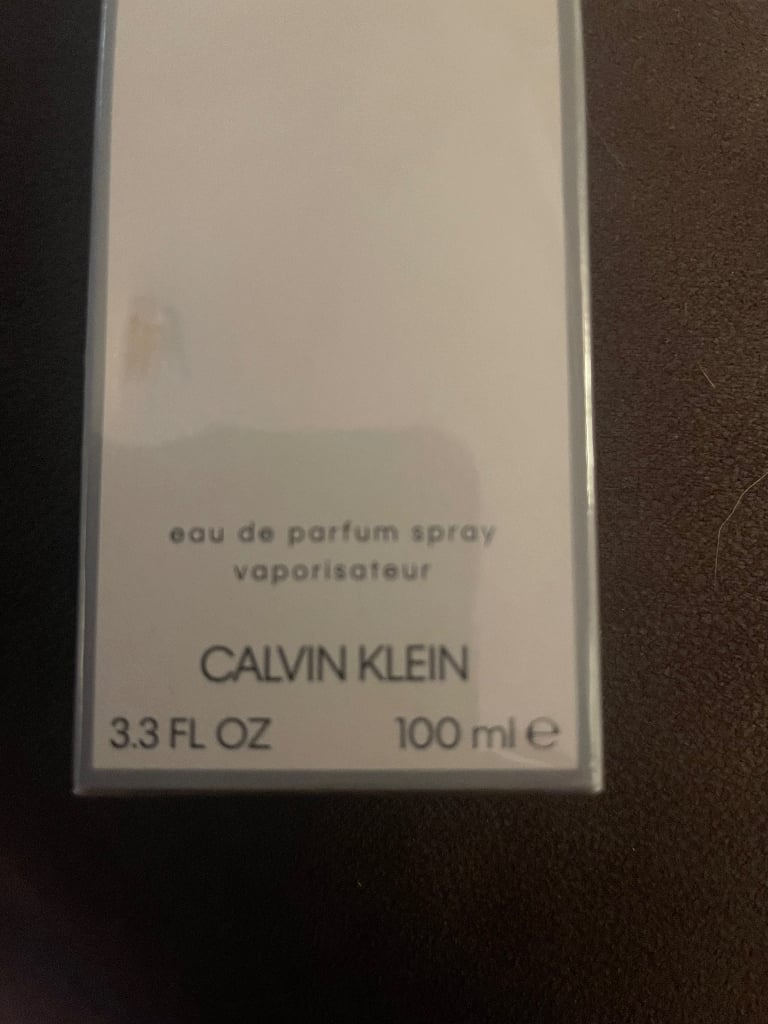 eau de parfum spray
vaporisateur
CALVIN KLEIN
3.3 FL OZ 100 ml e